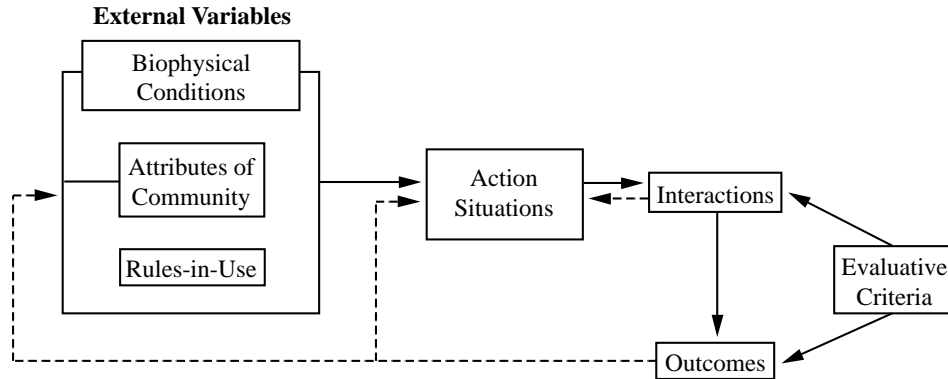 External Variables
Biophysical
Conditions
Attributes of
Community
Rules-in-Use
Action
Situations
Interactions
Evaluative
Criteria
Outcomes